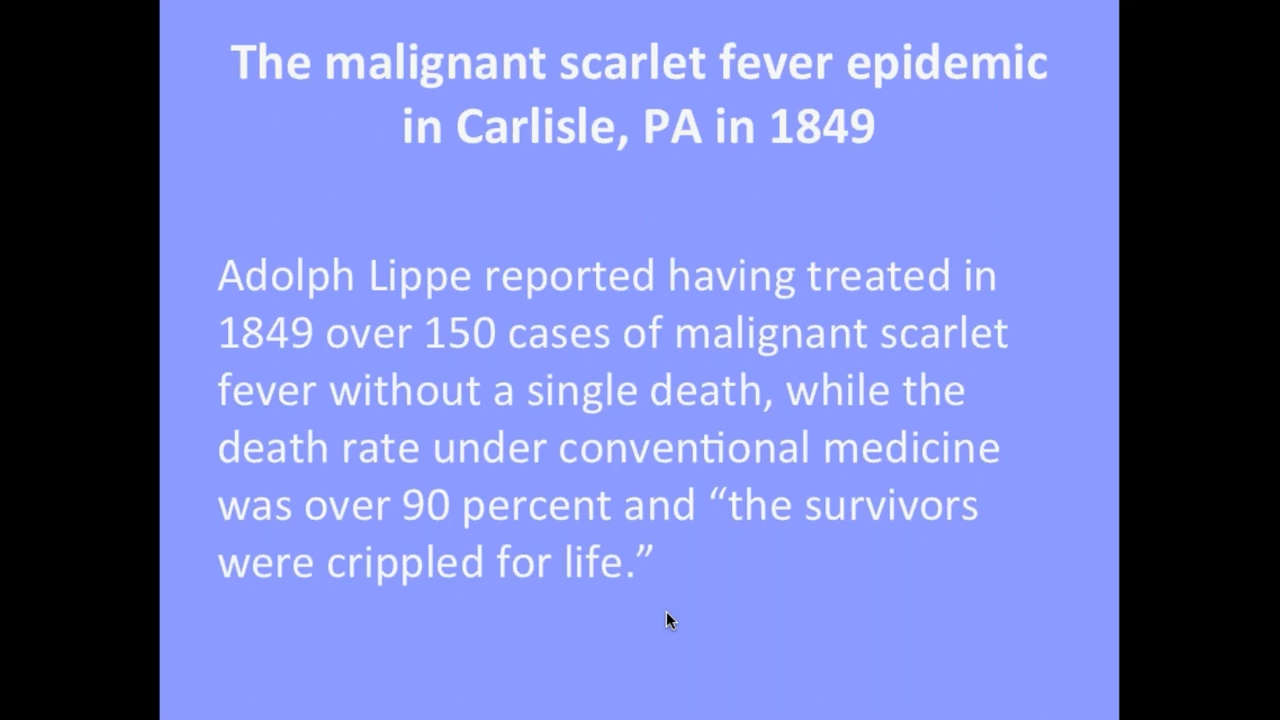 The malignant scarlet fever epidemic
in Carlisle, PA in 1849
Adolph Lippe reported having treated in
1849 over 150 cases of malignant scarlet
fever without a single death, while the
death rate under conventional medicine
was over 90 percent and “the survivors
were crippled for life.”